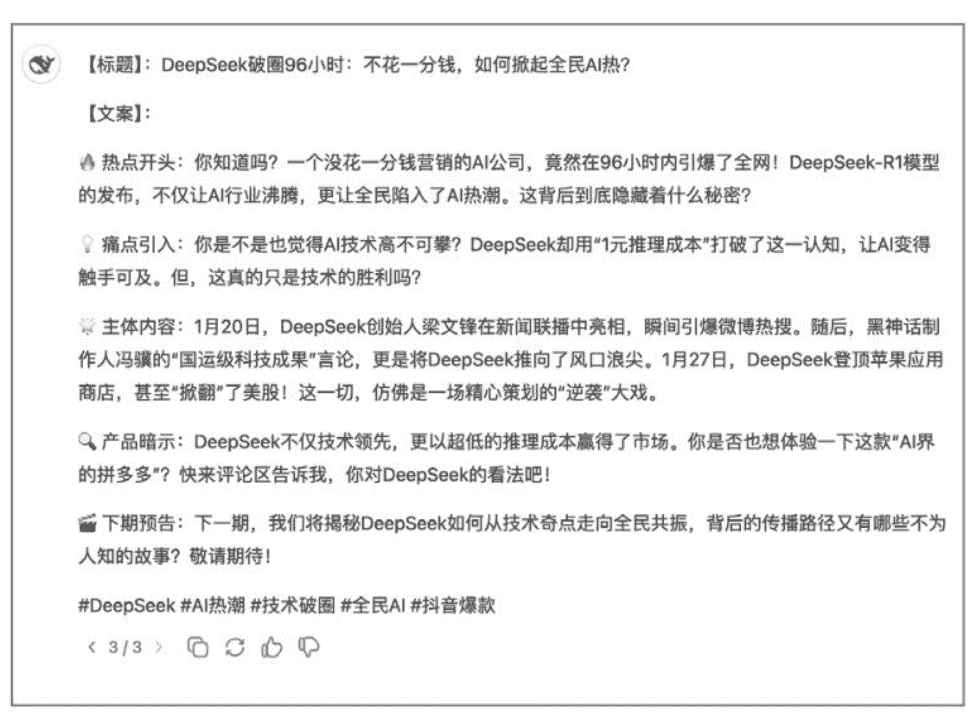 【标题】：DeepSeek破圈96小时：不花一分钱，如何掀起全民AI热？
【文案】：
🔥 热点开头：你知道吗？一个没花一分钱营销的AI公司，竟然在96小时内引爆了全网！DeepSeek-R1模型
的发布，不仅让AI行业沸腾，更让全民陷入了AI热潮。这背后到底隐藏着什么秘密？
💡 痛点引入：你是不是也觉得AI技术高不可攀？DeepSeek却用“1元推理成本”打破了这一认知，让AI变得
触手可及。但，这真的只是技术的胜利吗？
🌟 主体内容：1月20日，DeepSeek创始人梁文锋在新闻联播中亮相，瞬间引爆微博热搜。随后，黑神话制
作人冯骥的“国运级科技成果”言论，更是将DeepSeek推向了风口浪尖。1月27日，DeepSeek登顶苹果应用
商店，甚至“掀翻”了美股！这一切，仿佛是一场精心策划的“逆袭”大戏。
🔍 产品暗示：DeepSeek不仅技术领先，更以超低的推理成本赢得了市场。你是否也想体验一下这款“AI界
的拼多多”？快来评论区告诉我，你对DeepSeek的看法吧！
🎬 下期预告：下一期，我们将揭秘DeepSeek如何从技术奇点走向全民共振，背后的传播路径又有哪些不为
人知的故事？敬请期待！
#DeepSeek #AI热潮 #技术破圈 #全民AI #抖音爆款
< 3/3 >